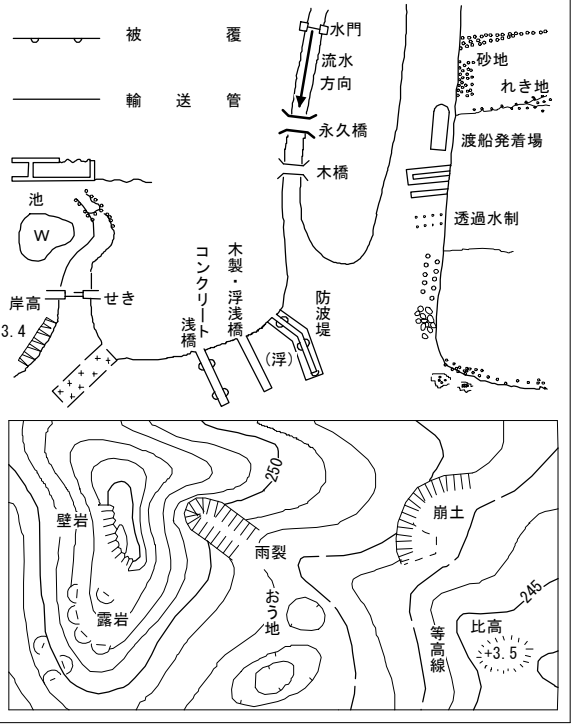 被覆
輸送管
水門
流水
方向
永久橋
木橋
砂地
れき地
渡船発着場
透過水制
池
W
せき
岸高
3.4
コンクリート
浅橋
木製・浮浅橋
(浮)
防波堤
250
壁岩
露岩
雨裂
おう地
崩土
等高線
245
比高
+3.5